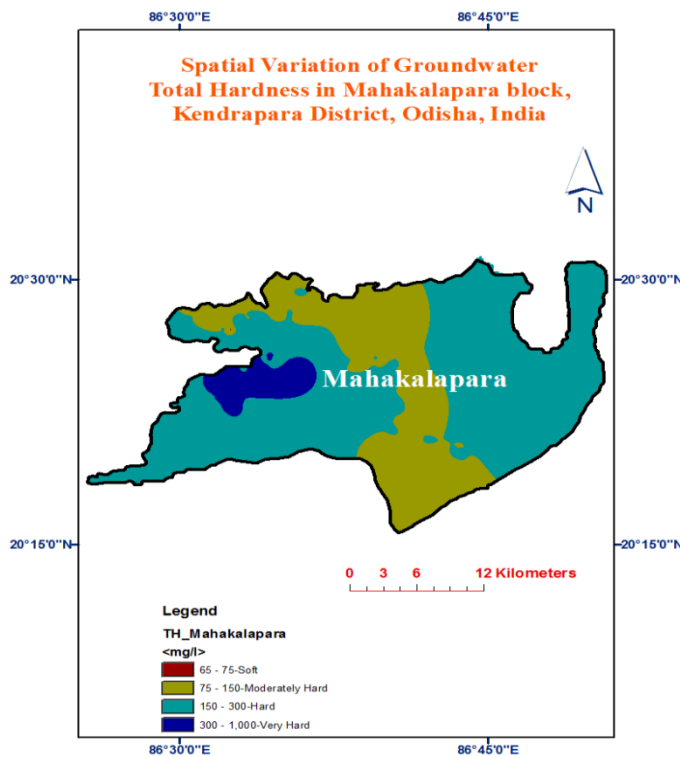 86°30'0"E 86°45'0"E
Spatial Variation of Groundwater
Total Hardness in Mahakalapara block,
Kendrapara District, Odisha, India
N
20°30'0"N 20°30'0"N
Mahakalapara
20°15'0"N 20°15'0"N
0 3 6 12 Kilometers
Legend
TH_Mahakalapara
<mg/l>
65 - 75-Soft
75 - 150-Moderately Hard
150 - 300-Hard
300 - 1,000-Very Hard
86°30'0"E 86°45'0"E